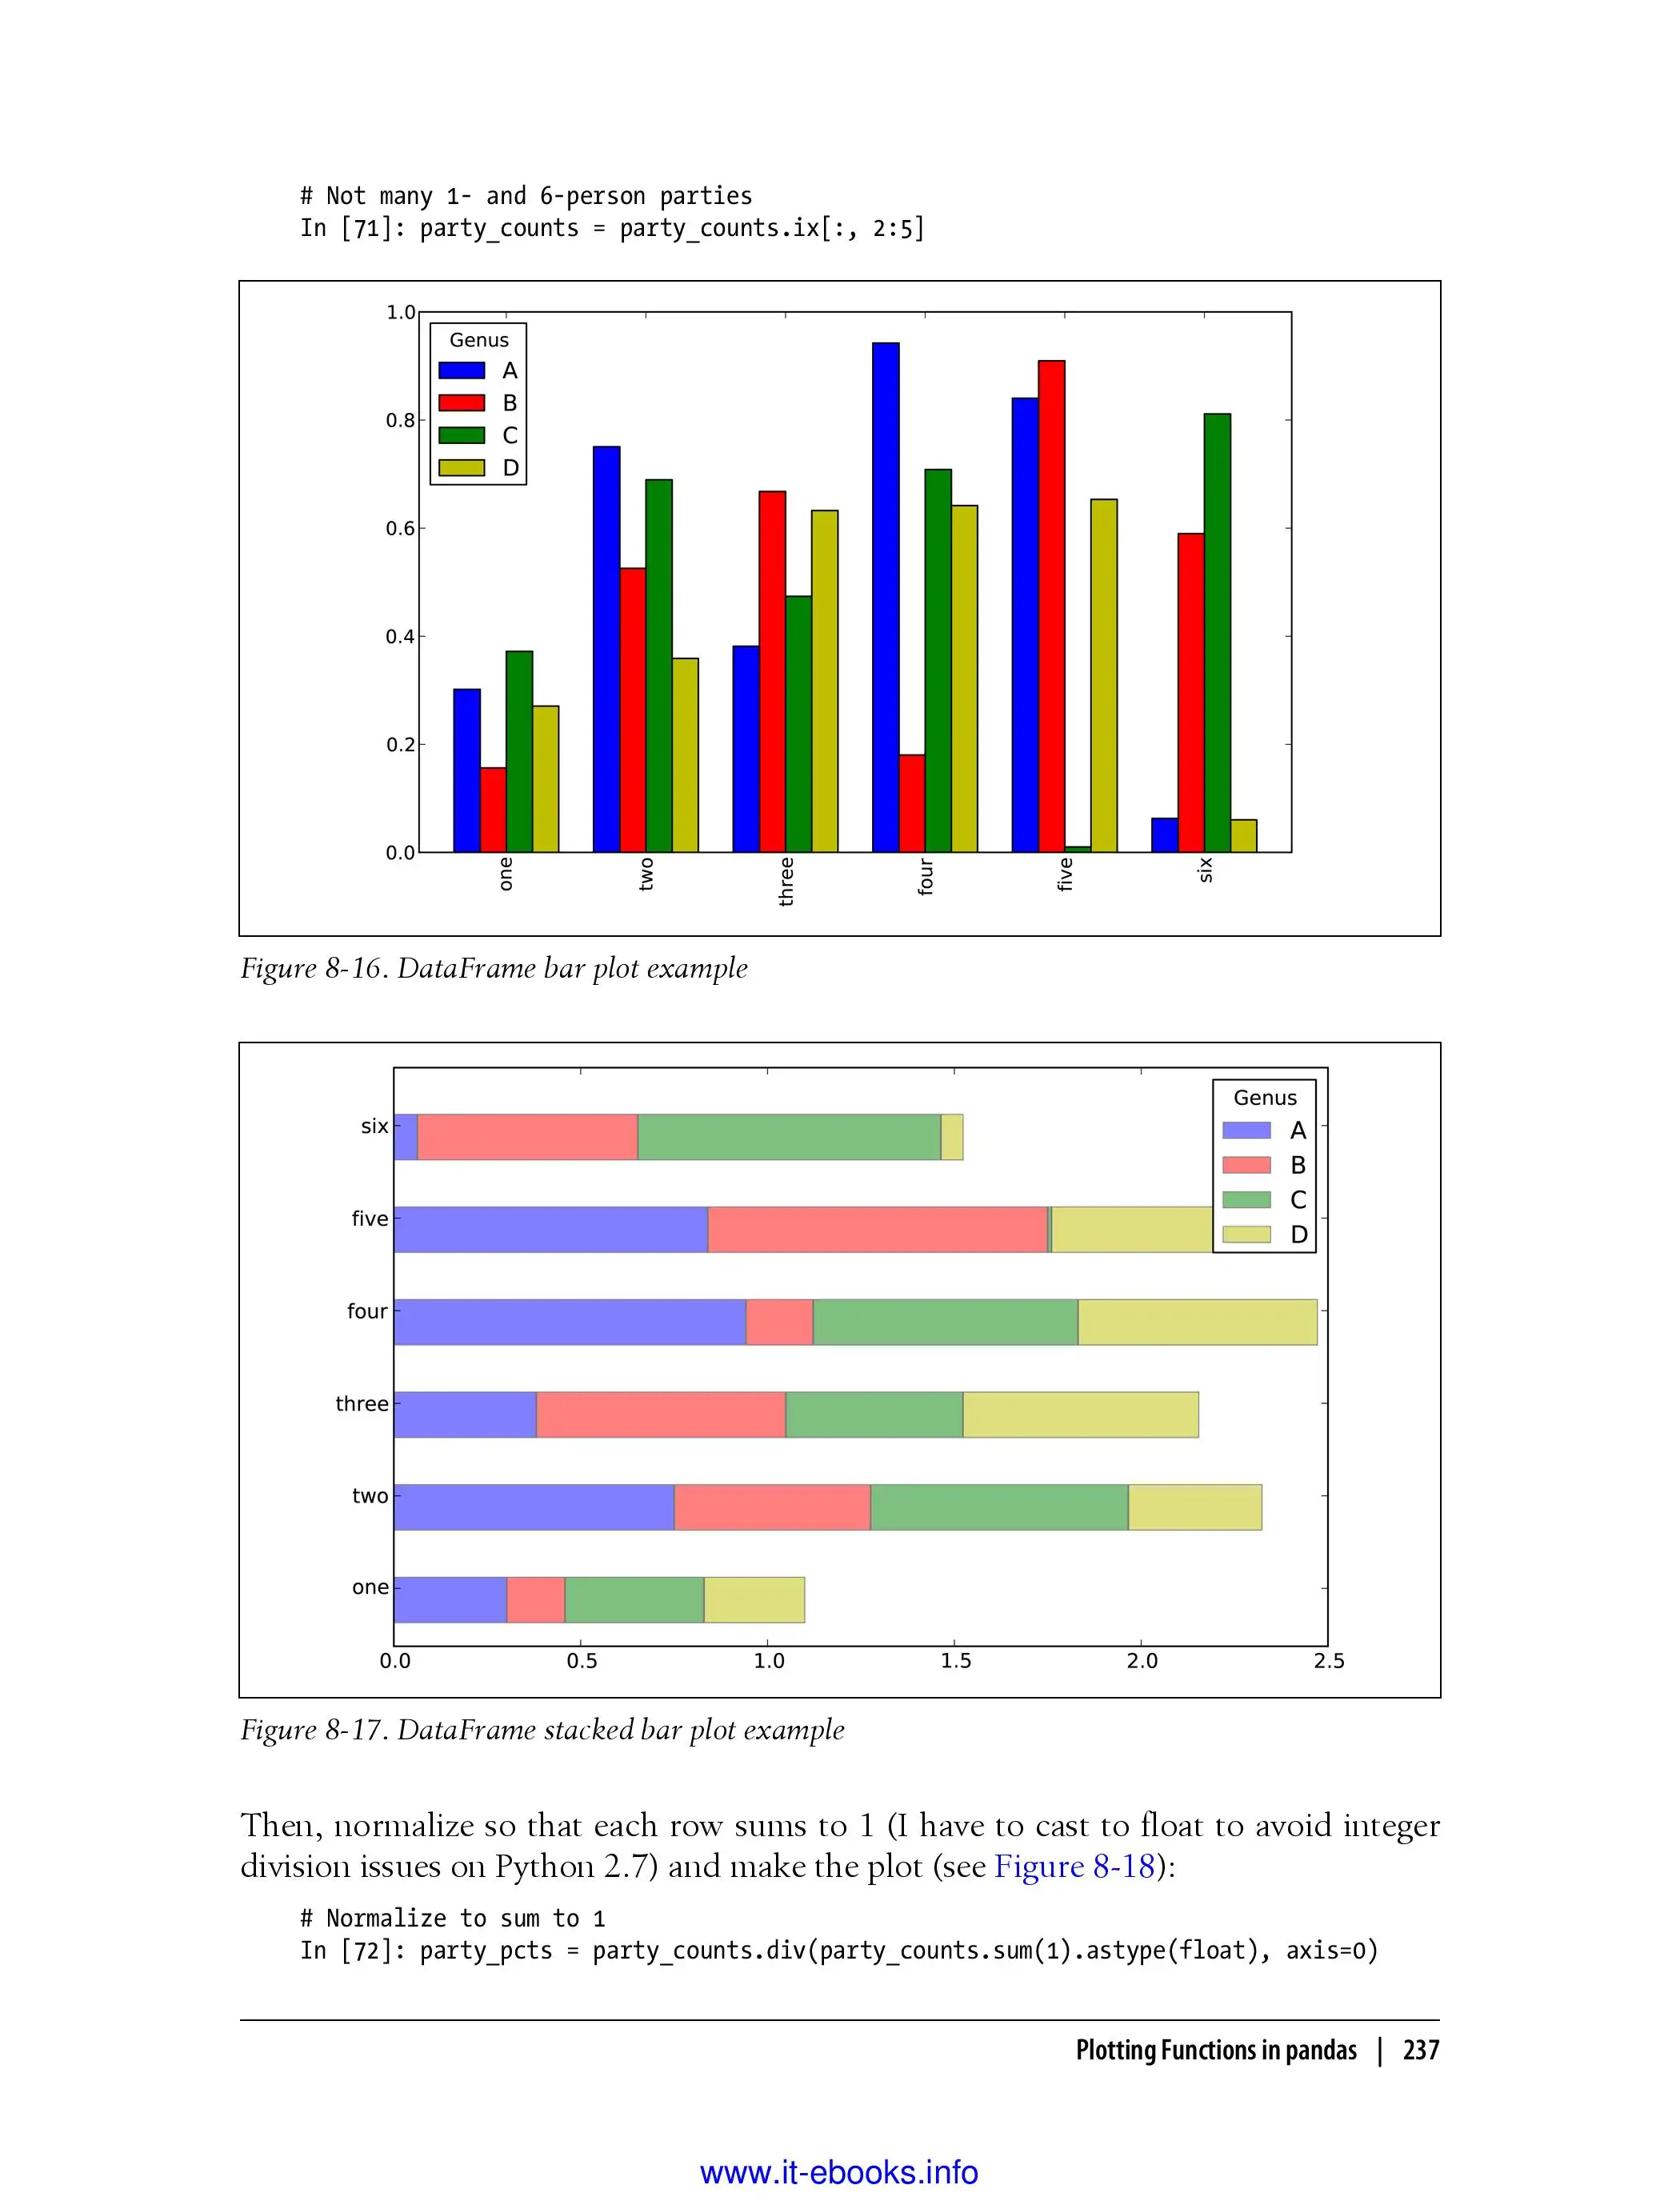 # Not many 1- and 6-person parties
In [71]: party_counts = party_counts.ix[:, 2:5]
1.0
0.8
0.6
0.4
0.2
0.0
Genus
A
B
C
D
one
two
three
four
five
six
Figure 8-16. DataFrame bar plot example
Genus
A
B
C
D
six
five
four
three
two
one
0.0
0.5
1.0
1.5
2.0
2.5
Figure 8-17. DataFrame stacked bar plot example
Then, normalize so that each row sums to 1 (I have to cast to float to avoid integer
division issues on Python 2.7) and make the plot (see Figure 8-18):
# Normalize to sum to 1
In [72]: party_pcts = party_counts.div(party_counts.sum(1).astype(float), axis=0)
Plotting Functions in pandas | 237
www.it-ebooks.info